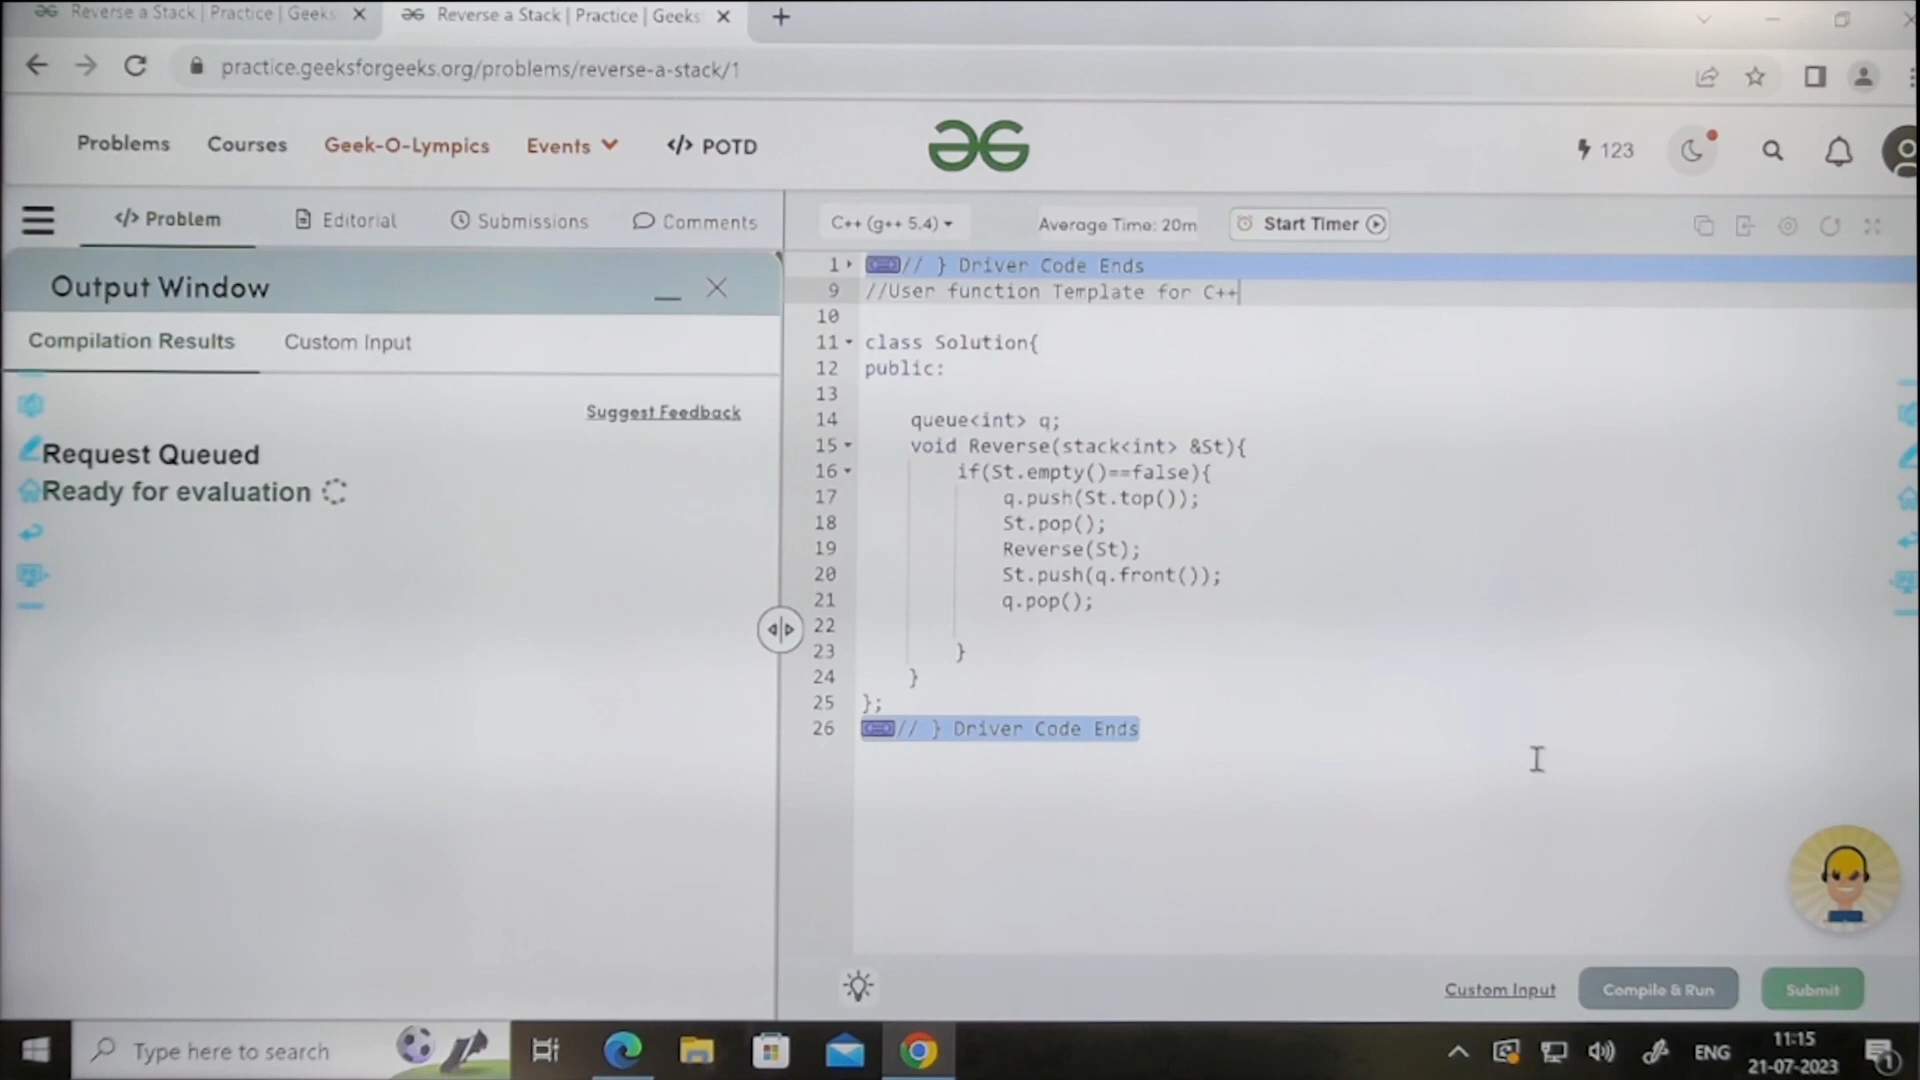 Reverse a Stack | Practice | Geeks
Reverse a Stack | Practice | Geeks
practice.geeksforgeeks.org/problems/reverse-a-stack/1
Problems Courses Geek-O-Lympics Events </> POTD
123
</> Problem Editorial Submissions Comments
C++ (g++ 5.4) Average Time: 20m Start Timer
Output Window
Compilation Results Custom Input
Suggest Feedback
Request Queued
Ready for evaluation
1 // } Driver Code Ends
9 //User function Template for C++
10
11 class Solution{
12 public:
13
14 queue<int> q;
15 void Reverse(stack<int> &St){
16 if(St.empty()==false){
17 q.push(St.top());
18 St.pop();
19 Reverse(St);
20 St.push(q.front());
21 q.pop();
22
23 }
24 }
25 };
26 // } Driver Code Ends
Custom Input Compile & Run Submit
Type here to search
ENG
11:15
21-07-2023
1